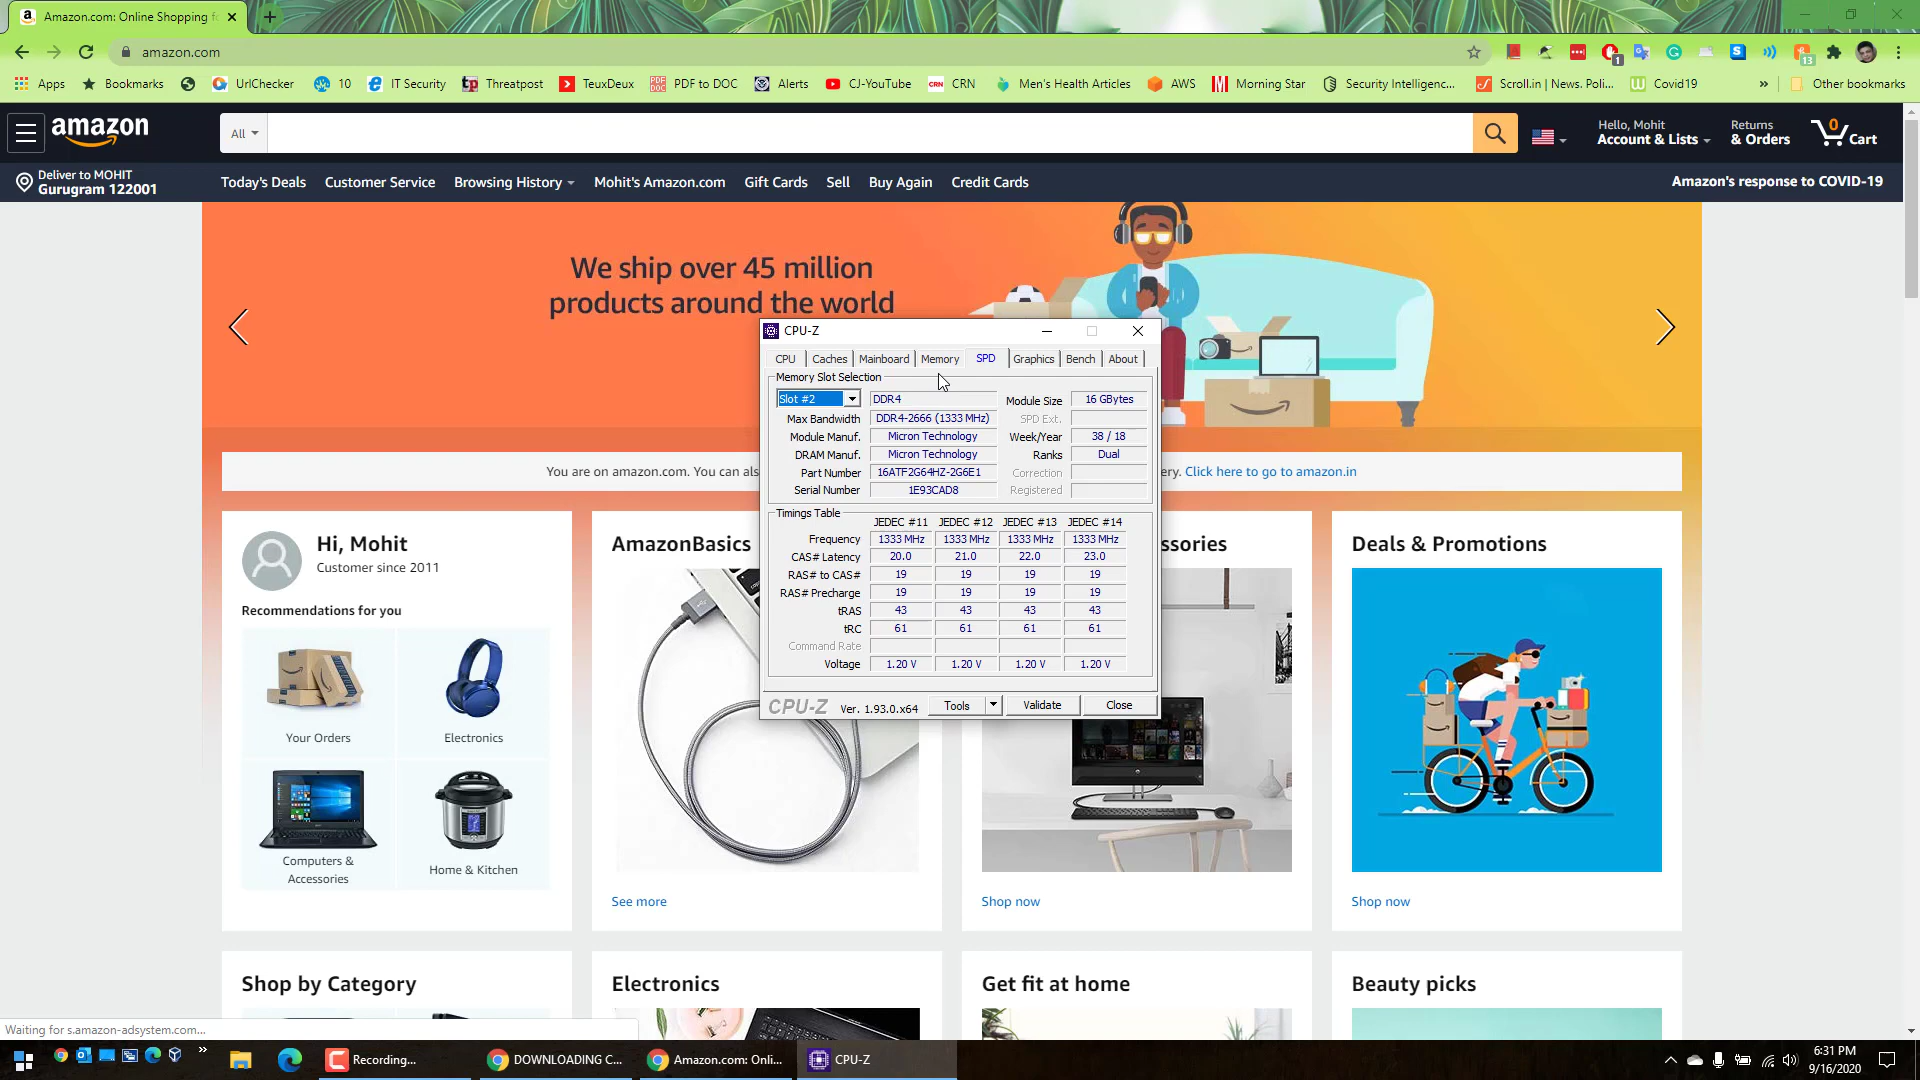 Amazon.com: Online Shopping fo
amazon.com
1
13
Apps
Bookmarks
UrlChecker
10
IT Security
tp
Threatpost
TeuxDeux
PDF to DOC
Alerts
CJ-YouTube
CRN
CRN
Men's Health Articles
AWS
Morning Star
Security Intelligenc...
Scroll.in | News. Poli...
Covid19
»
Other bookmarks
amazon
All
Hello, Mohit
Account & Lists
Returns
& Orders
0
Cart
Deliver to MOHIT
Gurugram 122001
Today's Deals
Customer Service
Browsing History
Mohit's Amazon.com
Gift Cards
Sell
Buy Again
Credit Cards
Amazon's response to COVID-19
We ship over 45 million
products around the world
CPU-Z
CPU
Caches
Mainboard
Memory
SPD
Graphics
Bench
About
Memory Slot Selection
Slot #2
DDR4
Module Size
16 GBytes
Max Bandwidth
DDR4-2666 (1333 MHz)
SPD Ext.
Module Manuf.
Micron Technology
Week/Year
38 / 18
DRAM Manuf.
Micron Technology
Ranks
Dual
Part Number
16ATF2G64HZ-2G6E1
Correction
Serial Number
1E93CAD8
Registered
Timings Table
JEDEC #11
JEDEC #12
JEDEC #13
JEDEC #14
Frequency
1333 MHz
1333 MHz
1333 MHz
1333 MHz
CAS# Latency
20.0
21.0
22.0
23.0
RAS# to CAS#
19
19
19
19
RAS# Precharge
19
19
19
19
tRAS
43
43
43
43
tRC
61
61
61
61
Command Rate
Voltage
1.20 V
1.20 V
1.20 V
1.20 V
CPU-Z
Ver. 1.93.0.x64
Tools
Validate
Close
You are on amazon.com. You can als
ery. Click here to go to amazon.in
Hi, Mohit
Customer since 2011
Recommendations for you
Your Orders
Electronics
Computers &
Accessories
Home & Kitchen
AmazonBasics
See more
ssories
Shop now
Deals & Promotions
Shop now
Shop by Category
Electronics
Get fit at home
Beauty picks
Waiting for s.amazon-adsystem.com...
»
Recording...
DOWNLOADING C...
Amazon.com: Onli...
CPU-Z
6:31 PM
9/16/2020